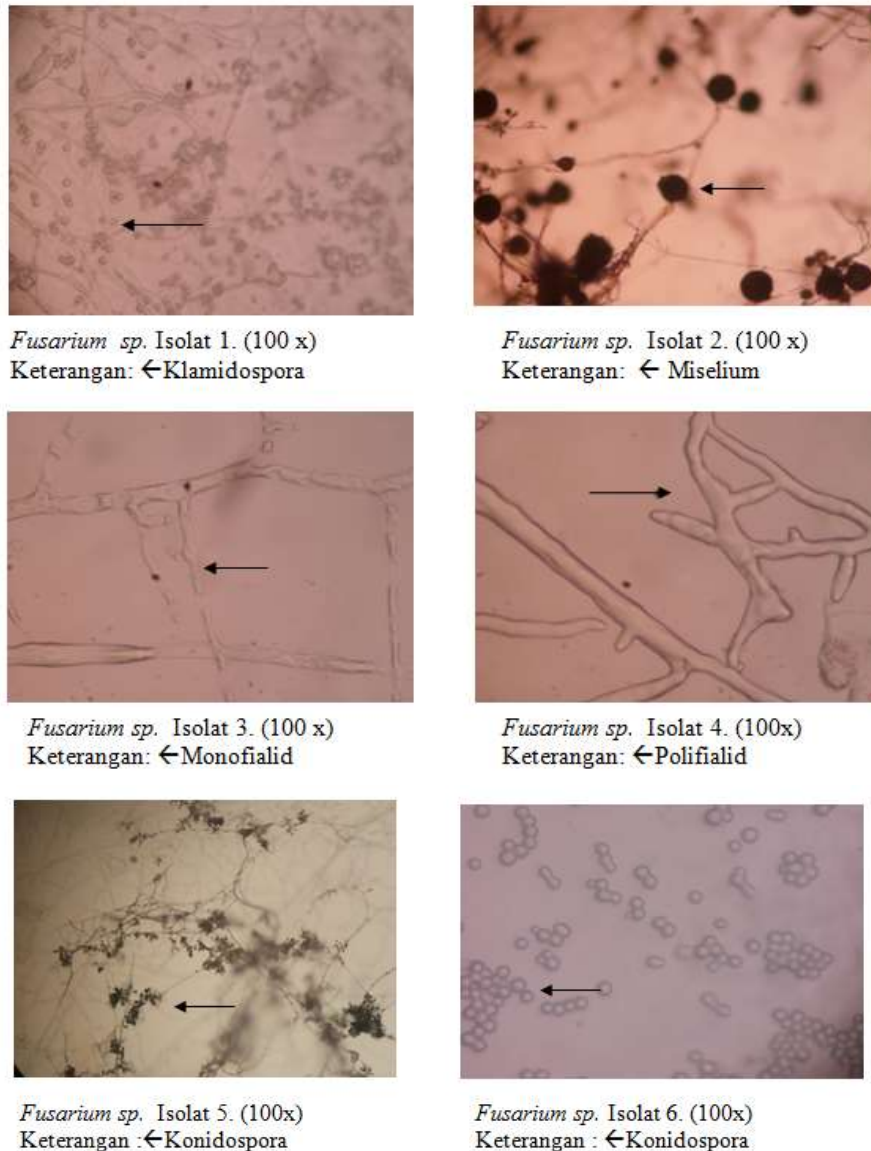 Fusarium sp. Isolat 1. (100 x)
Keterangan: ←Klamidospora
Fusarium sp. Isolat 2. (100 x)
Keterangan: ← Miselium
Fusarium sp. Isolat 3. (100 x)
Keterangan: ←Monofialid
Fusarium sp. Isolat 4. (100x)
Keterangan: ←Polifialid
Fusarium sp. Isolat 5. (100x)
Keterangan :←Konidospora
Fusarium sp. Isolat 6. (100x)
Keterangan : ←Konidospora